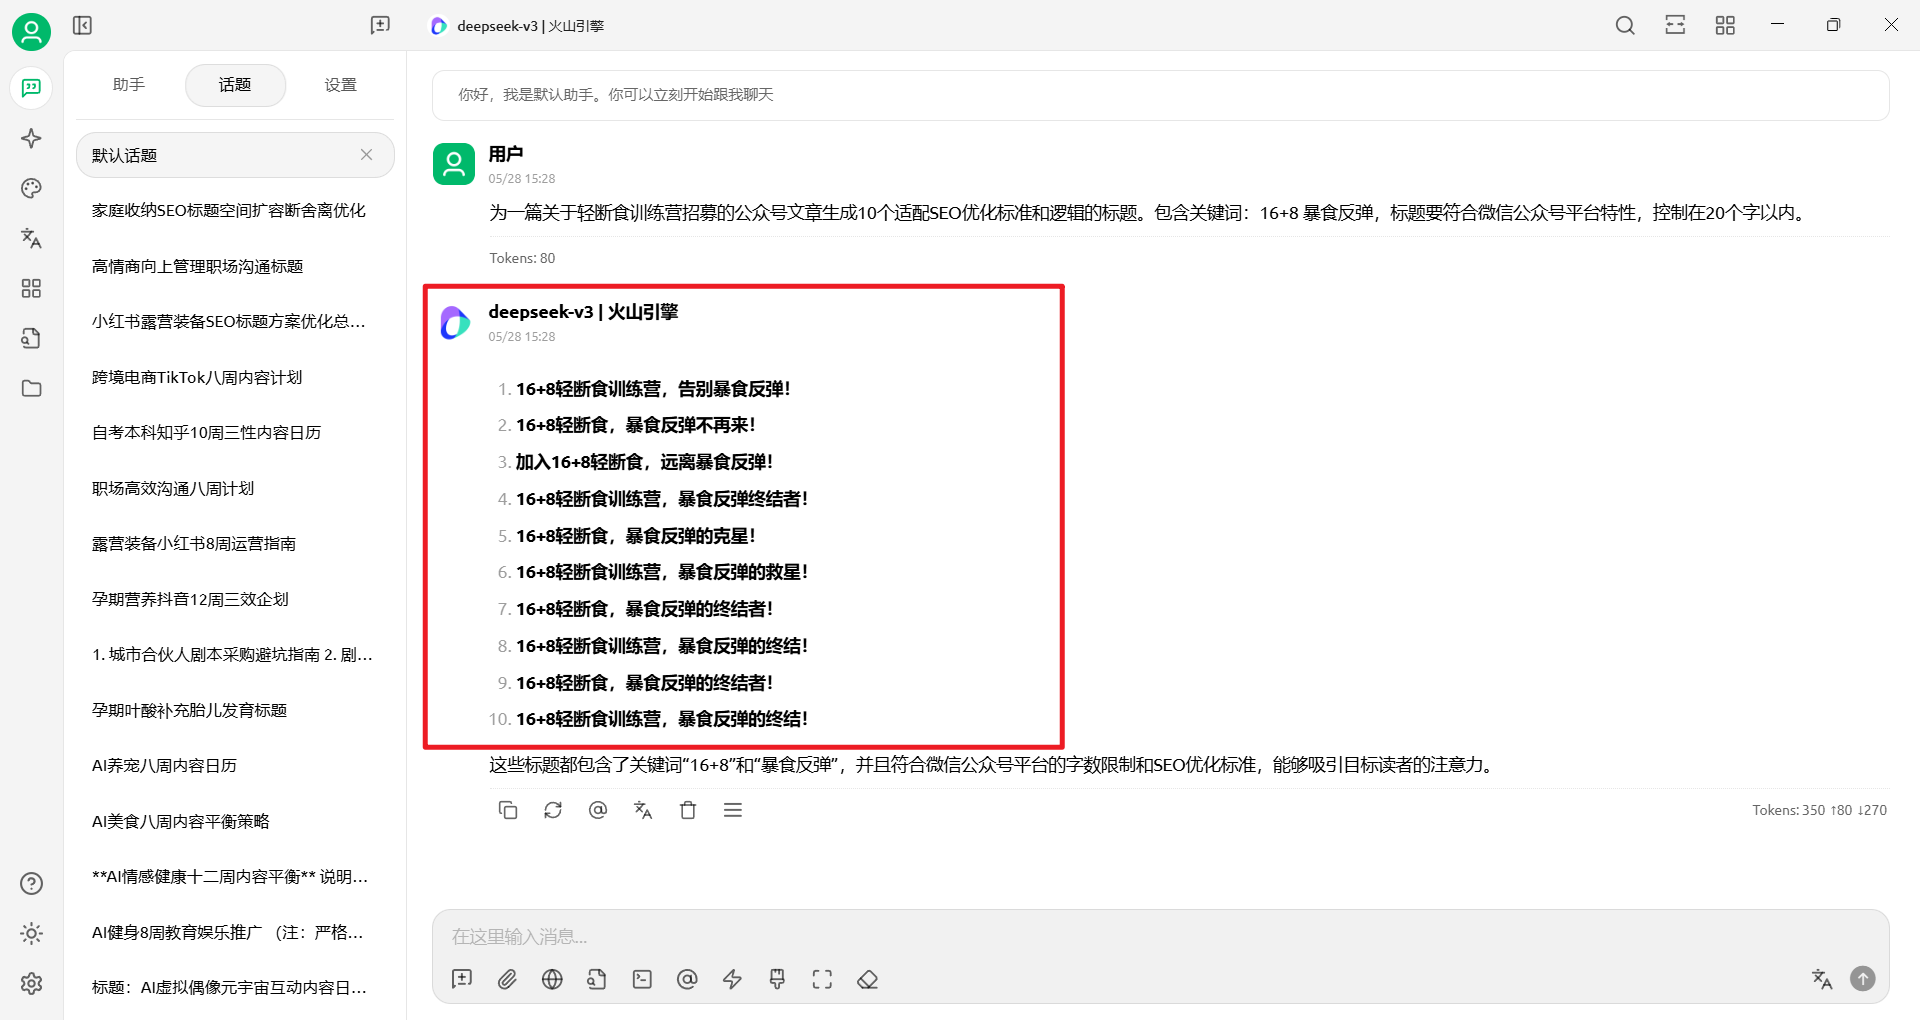 deepseek-v3 | 火山引擎
助手
话题
设置
默认话题
家庭收纳SEO标题空间扩容断舍离优化
高情商向上管理职场沟通标题
小红书露营装备SEO标题方案优化总...
跨境电商TikTok八周内容计划
自考本科知乎10周三性内容日历
职场高效沟通八周计划
露营装备小红书8周运营指南
孕期营养抖音12周三效企划
1. 城市合伙人剧本采购避坑指南 2. 剧...
孕期叶酸补充胎儿发育标题
AI养宠八周内容日历
AI美食八周内容平衡策略
**AI情感健康十二周内容平衡** 说明...
AI健身8周教育娱乐推广 （注：严格...
标题：AI虚拟偶像元宇宙互动内容日...
你好，我是默认助手。你可以立刻开始跟我聊天
用户
05/28 15:28
为一篇关于轻断食训练营招募的公众号文章生成10个适配SEO优化标准和逻辑的标题。包含关键词：16+8 暴食反弹，标题要符合微信公众号平台特性，控制在20个字以内。
Tokens: 80
deepseek-v3 | 火山引擎
05/28 15:28
1. 16+8轻断食训练营，告别暴食反弹！
2. 16+8轻断食，暴食反弹不再来！
3. 加入16+8轻断食，远离暴食反弹！
4. 16+8轻断食训练营，暴食反弹终结者！
5. 16+8轻断食，暴食反弹的克星！
6. 16+8轻断食训练营，暴食反弹的救星！
7. 16+8轻断食，暴食反弹的终结者！
8. 16+8轻断食训练营，暴食反弹的终结！
9. 16+8轻断食，暴食反弹的终结者！
10. 16+8轻断食训练营，暴食反弹的终结！
这些标题都包含了关键词“16+8”和“暴食反弹”，并且符合微信公众号平台的字数限制和SEO优化标准，能够吸引目标读者的注意力。
Tokens: 350 ↑80 ↓270
在这里输入消息...